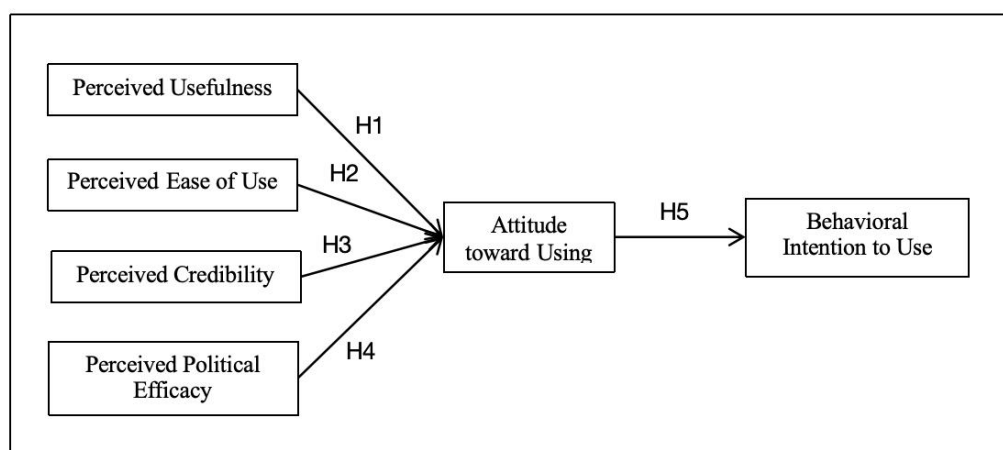 Perceived Usefulness
H1
Perceived Ease of Use
H2
Perceived Credibility
H3
Perceived Political
Efficacy
H4
Attitude
toward Using
H5
Behavioral
Intention to Use